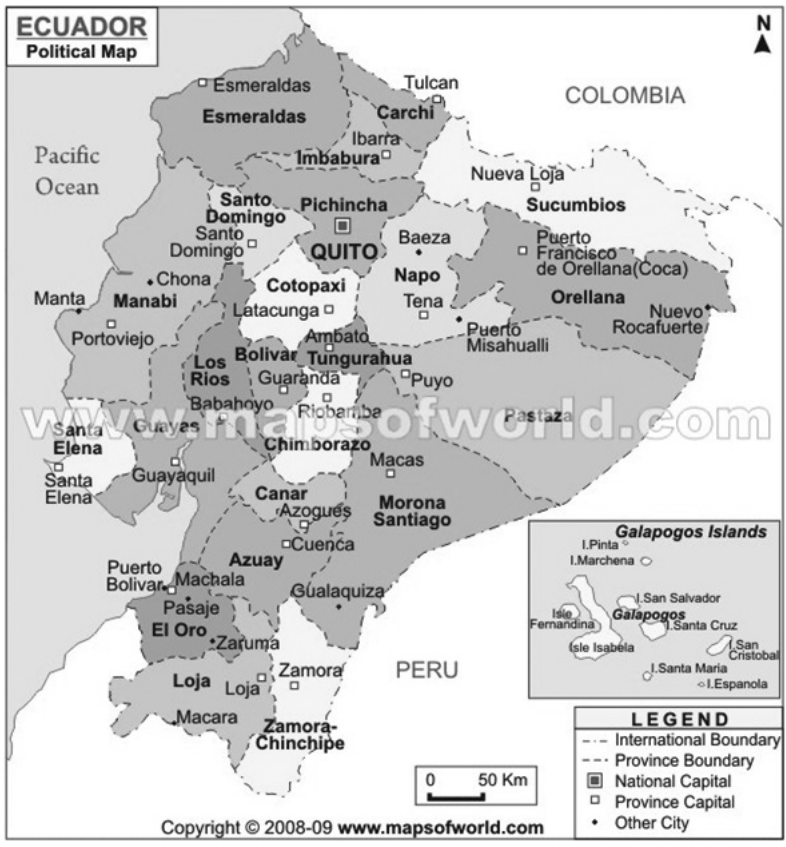 ECUADOR
Political Map
N
Esmeraldas
Esmeraldas
Tulcan
Carchi
COLOMBIA
Ibarra
Imbabura
Pacific
Ocean
Nueva Loja
Sucumbios
Santo
Domingo
Santo
Domingo
Pichincha
QUITO
Baeza
Napo
Tena
Puerto
Francisco
de Orellana(Coca)
Orellana
Nuevo
Rocafuerte
Puerto
Misahualli
Chona
Manta
Manabi
Portoviejo
Cotopaxi
Latacunga
Ambato
Tungurahua
Los
Rios
Bolivar
Guaranda
Puyo
Babahoyo
Riobamba
Pastaza
www.mapsofworld.com
Santa
Elena
Guayas
Chimborazo
Santa
Elena
Guayaquil
Macas
Canar
Azogues
Morona
Santiago
Azuay
Cuenca
Puerto
Bolivar
Machala
Pasaje
Gualaquiza
El Oro
Zaruma
PERU
Loja
Loja
Zamora
Macara
Zamora-
Chinchipe
Galapogos Islands
I.Pinta
I.Marchena
I.San Salvador
Isle
Fernandina
Galapogos
I.Santa Cruz
Isle Isabela
I.San
Cristobal
I.Santa Maria
I.Espanola
LEGEND
International Boundary
Province Boundary
National Capital
Province Capital
Other City
0 50 Km
Copyright © 2008-09 www.mapsofworld.com